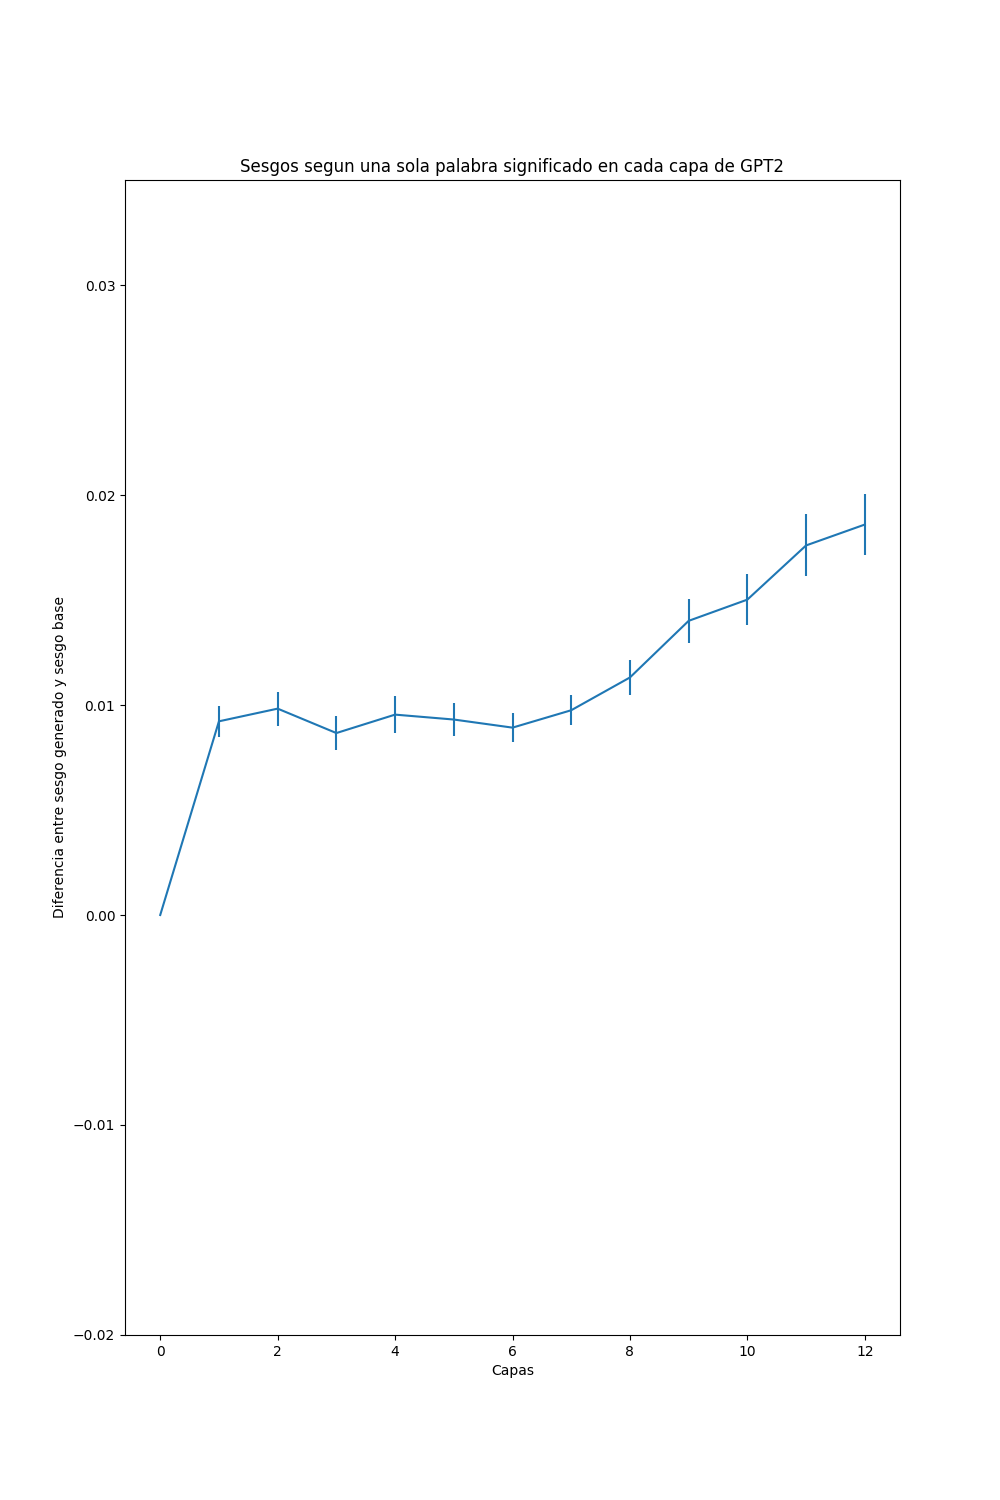 Sesgos segun una sola palabra significado en cada capa de GPT2
Diferencia entre sesgo generado y sesgo base
0.03
0.02
0.01
0.00
−0.01
−0.02
0 2 4 6 8 10 12
Capas